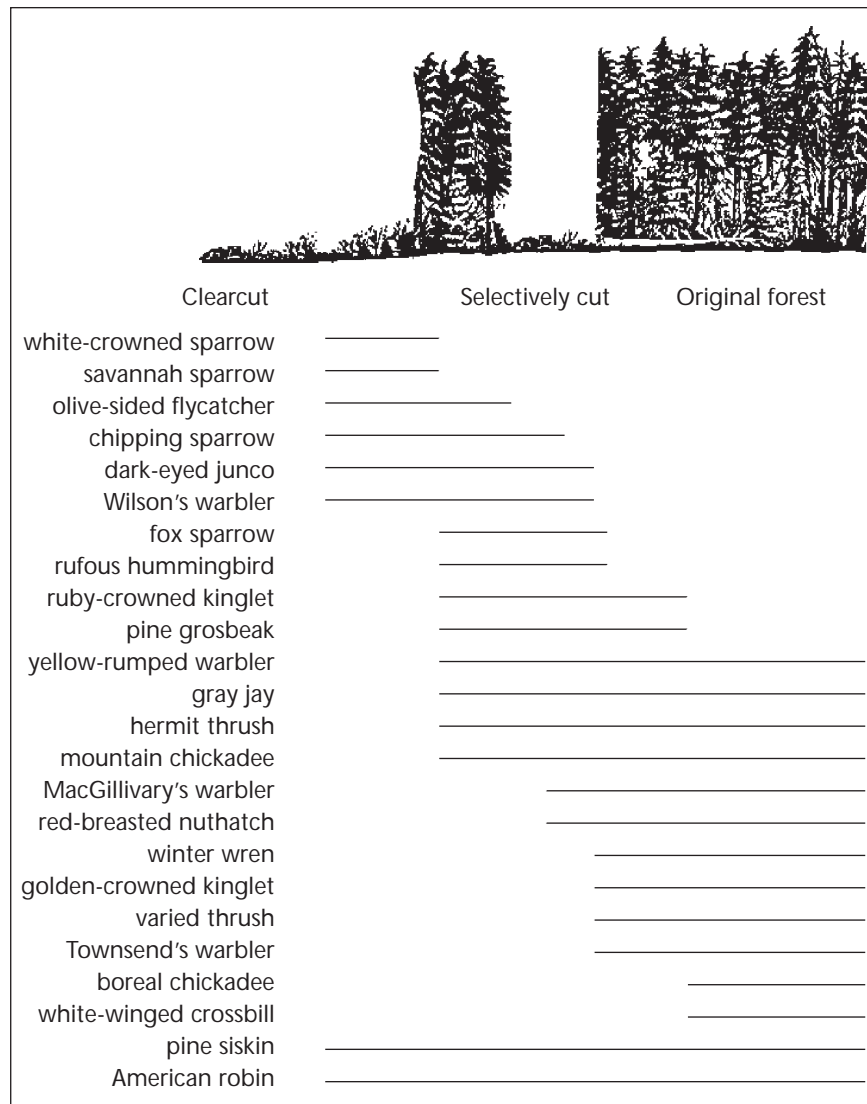 Clearcut Selectively cut Original forest
white-crowned sparrow
savannah sparrow
olive-sided flycatcher
chipping sparrow
dark-eyed junco
Wilson's warbler
fox sparrow
rufous hummingbird
ruby-crowned kinglet
pine grosbeak
yellow-rumped warbler
gray jay
hermit thrush
mountain chickadee
MacGillivary's warbler
red-breasted nuthatch
winter wren
golden-crowned kinglet
varied thrush
Townsend's warbler
boreal chickadee
white-winged crossbill
pine siskin
American robin